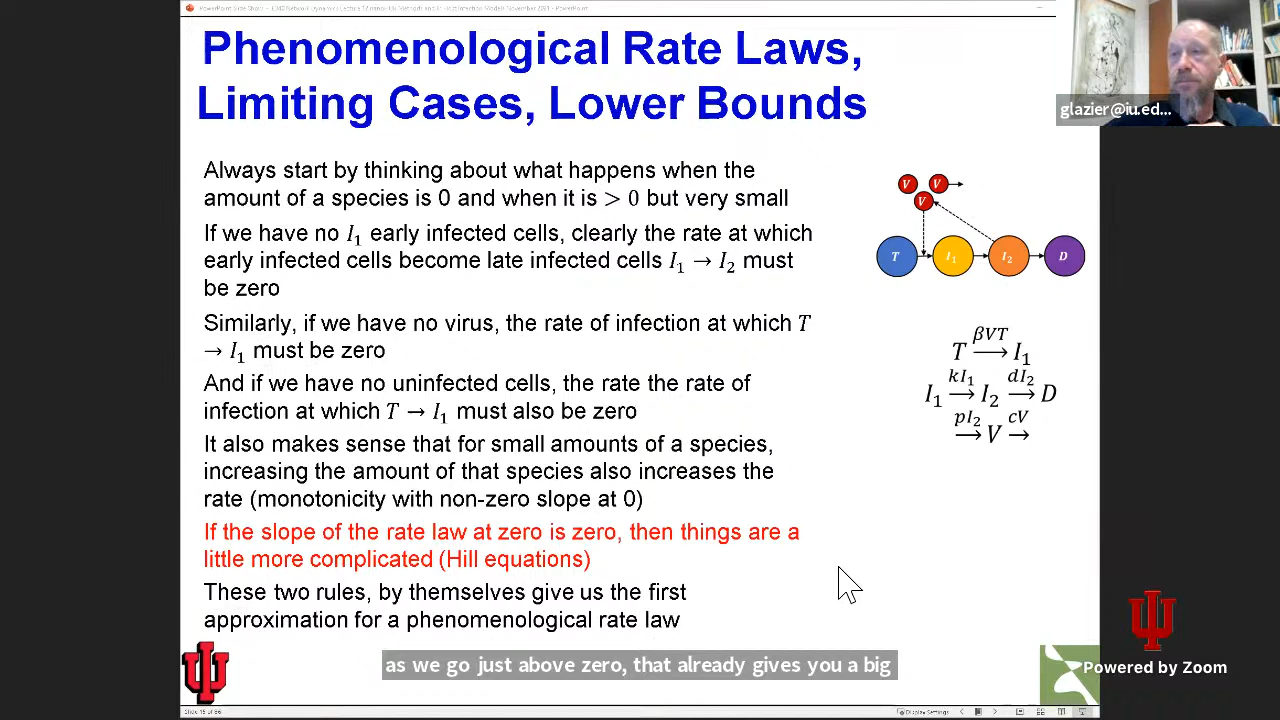 Phenomenological Rate Laws,
Limiting Cases, Lower Bounds
glazier@iu.ed...
Always start by thinking about what happens when the
amount of a species is 0 and when it is > 0 but very small
If we have no I₁ early infected cells, clearly the rate at which
early infected cells become late infected cells I₁ → I₂ must
be zero
Similarly, if we have no virus, the rate of infection at which T
→ I₁ must be zero
And if we have no uninfected cells, the rate the rate of
infection at which T → I₁ must also be zero
It also makes sense that for small amounts of a species,
increasing the amount of that species also increases the
rate (monotonicity with non-zero slope at 0)
If the slope of the rate law at zero is zero, then things are a
little more complicated (Hill equations)
These two rules, by themselves give us the first
approximation for a phenomenological rate law
V V
V
T I₁ I₂ D
βVT
T → I₁
kI₁ dI₂
I₁ → I₂ → D
pI₂ cV
→ V →
as we go just above zero, that already gives you a big
Powered by Zoom
Display Settings